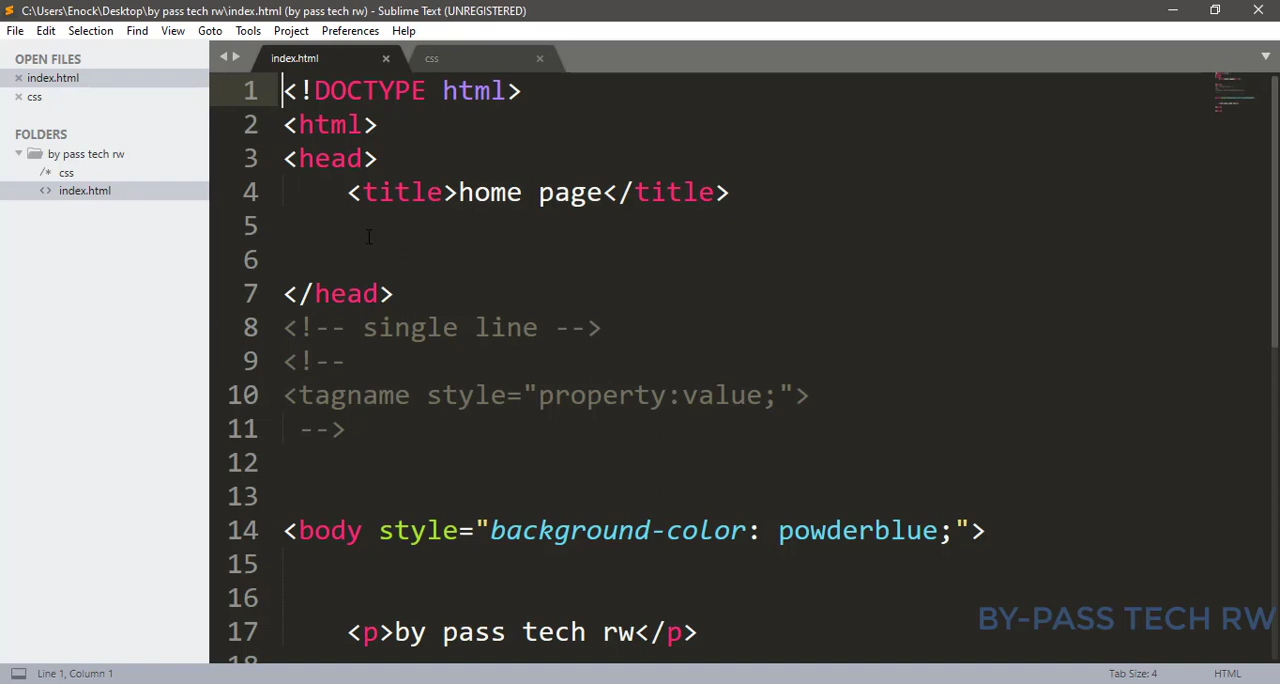 C:\Users\Enock\Desktop\by pass tech rw\index.html (by pass tech rw) - Sublime Text (UNREGISTERED)
File Edit Selection Find View Goto Tools Project Preferences Help
OPEN FILES
index.html
css
FOLDERS
by pass tech rw
/* css
<> index.html
index.html
css
1 <!DOCTYPE html>
2 <html>
3 <head>
4 <title>home page</title>
5
6
7 </head>
8 <!-- single line -->
9 <!--
10 <tagname style="property:value;">
11 -->
12
13
14 <body style="background-color: powderblue;">
15
16
17 <p>by pass tech rw</p>
BY-PASS TECH RW
Line 1, Column 1
Tab Size: 4
HTML